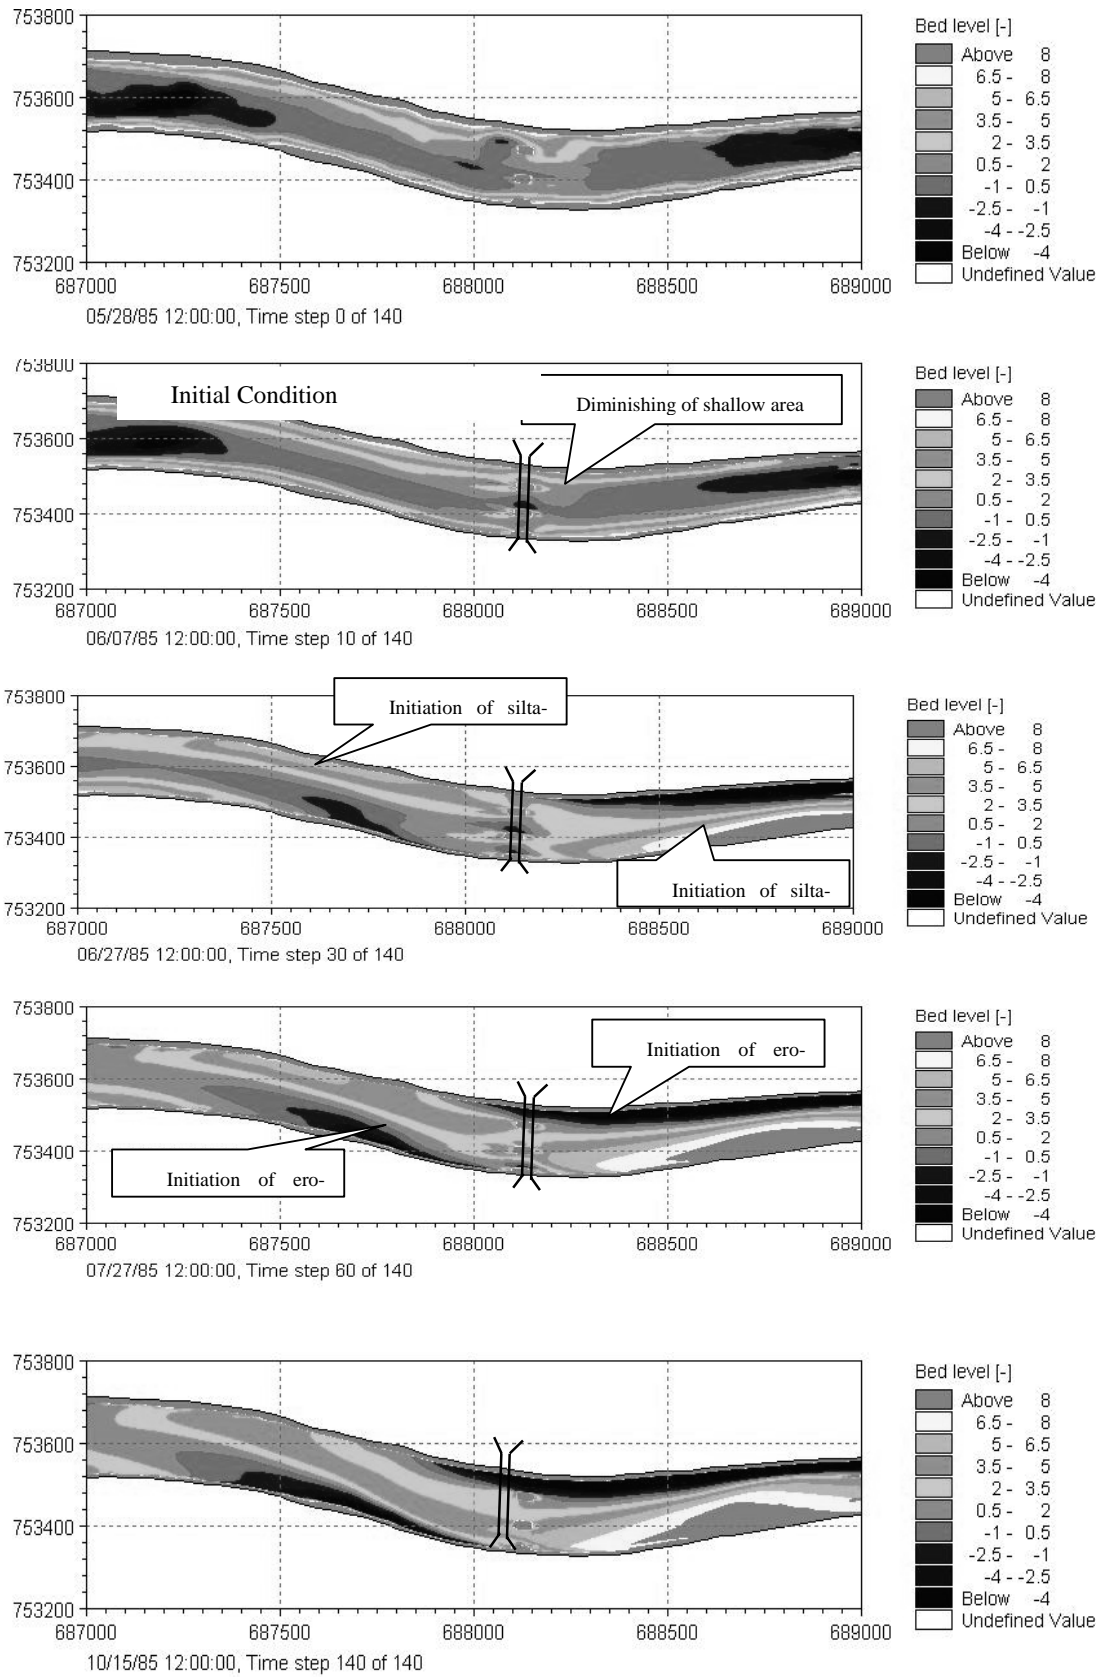 753800
753600
753400
753200
687000 687500 688000 688500 689000
05/28/85 12:00:00, Time step 0 of 140
Bed level [-]
Above 8
6.5 - 8
5 - 6.5
3.5 - 5
2 - 3.5
0.5 - 2
-1 - 0.5
-2.5 - -1
-4 - -2.5
Below -4
Undefined Value
753800
Initial Condition
Diminishing of shallow area
753600
753400
753200
687000 687500 688000 688500 689000
06/07/85 12:00:00, Time step 10 of 140
Bed level [-]
Above 8
6.5 - 8
5 - 6.5
3.5 - 5
2 - 3.5
0.5 - 2
-1 - 0.5
-2.5 - -1
-4 - -2.5
Below -4
Undefined Value
753800
Initiation of silta-
753600
753400
Initiation of silta-
753200
687000 687500 688000 688500 689000
06/27/85 12:00:00, Time step 30 of 140
Bed level [-]
Above 8
6.5 - 8
5 - 6.5
3.5 - 5
2 - 3.5
0.5 - 2
-1 - 0.5
-2.5 - -1
-4 - -2.5
Below -4
Undefined Value
753800
Initiation of ero-
753600
753400
Initiation of ero-
753200
687000 687500 688000 688500 689000
07/27/85 12:00:00, Time step 60 of 140
Bed level [-]
Above 8
6.5 - 8
5 - 6.5
3.5 - 5
2 - 3.5
0.5 - 2
-1 - 0.5
-2.5 - -1
-4 - -2.5
Below -4
Undefined Value
753800
753600
753400
753200
687000 687500 688000 688500 689000
10/15/85 12:00:00, Time step 140 of 140
Bed level [-]
Above 8
6.5 - 8
5 - 6.5
3.5 - 5
2 - 3.5
0.5 - 2
-1 - 0.5
-2.5 - -1
-4 - -2.5
Below -4
Undefined Value